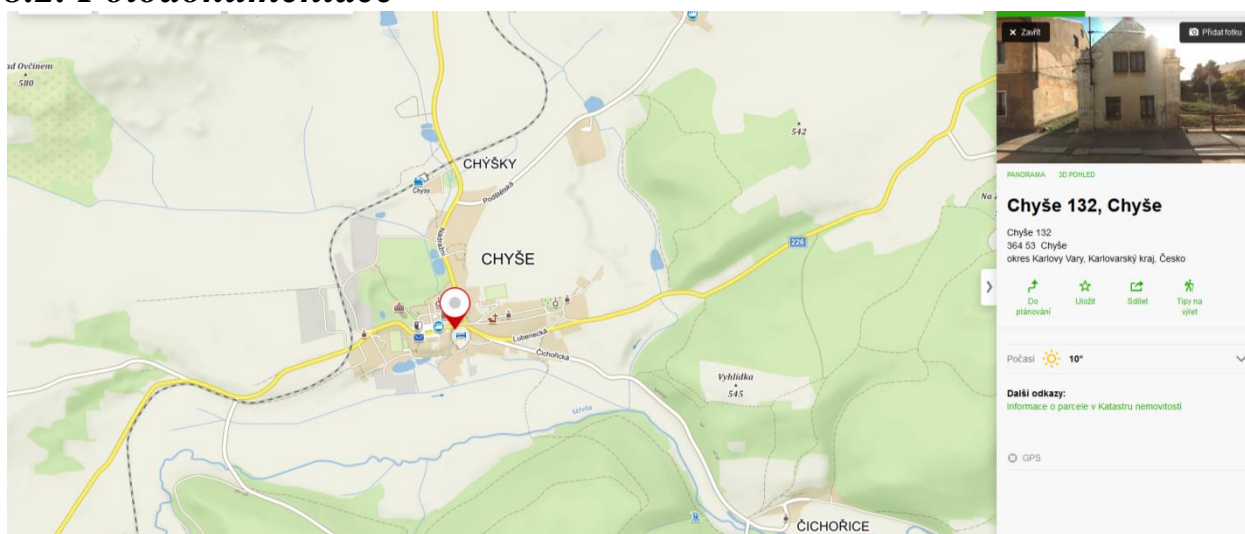 ad Ovčínem
580
CHÝŠKY
Chyše
Podštělská
Nádražní
542
CHYŠE
226
Lubenecká
Čichořická
Vyhlídka
545
Střela
ČICHOŘICE
Zavřít
Přidat fotku
PANORAMA 3D POHLED
Chyše 132, Chyše
Chyše 132
364 53 Chyše
okres Karlovy Vary, Karlovarský kraj, Česko
Do plánování
Uložit
Sdílet
Tipy na výlet
Počasí 10°
Další odkazy:
Informace o parcele v Katastru nemovitostí
GPS